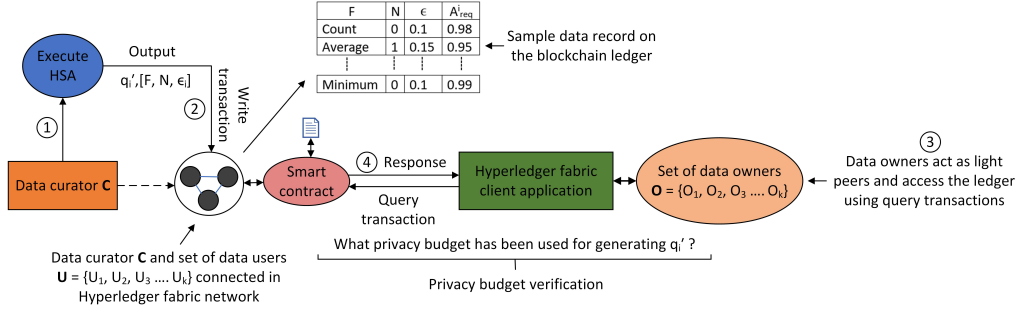 F N ϵ Aⁱreq
Count 0 0.1 0.98
Average 1 0.15 0.95
Minimum 0 0.1 0.99
Sample data record on
the blockchain ledger
Execute
HSA
Output
qᵢ′,[F, N, ϵᵢ]
Write
transaction
1
2
Data curator C
Smart
contract
4 Response
Query
transaction
Hyperledger fabric
client application
Set of data owners
O = {O₁, O₂, O₃ .... Oₖ}
3
Data owners act as light
peers and access the ledger
using query transactions
Data curator C and set of data users
U = {U₁, U₂, U₃ .... Uₖ} connected in
Hyperledger fabric network
What privacy budget has been used for generating qᵢ′ ?
Privacy budget verification